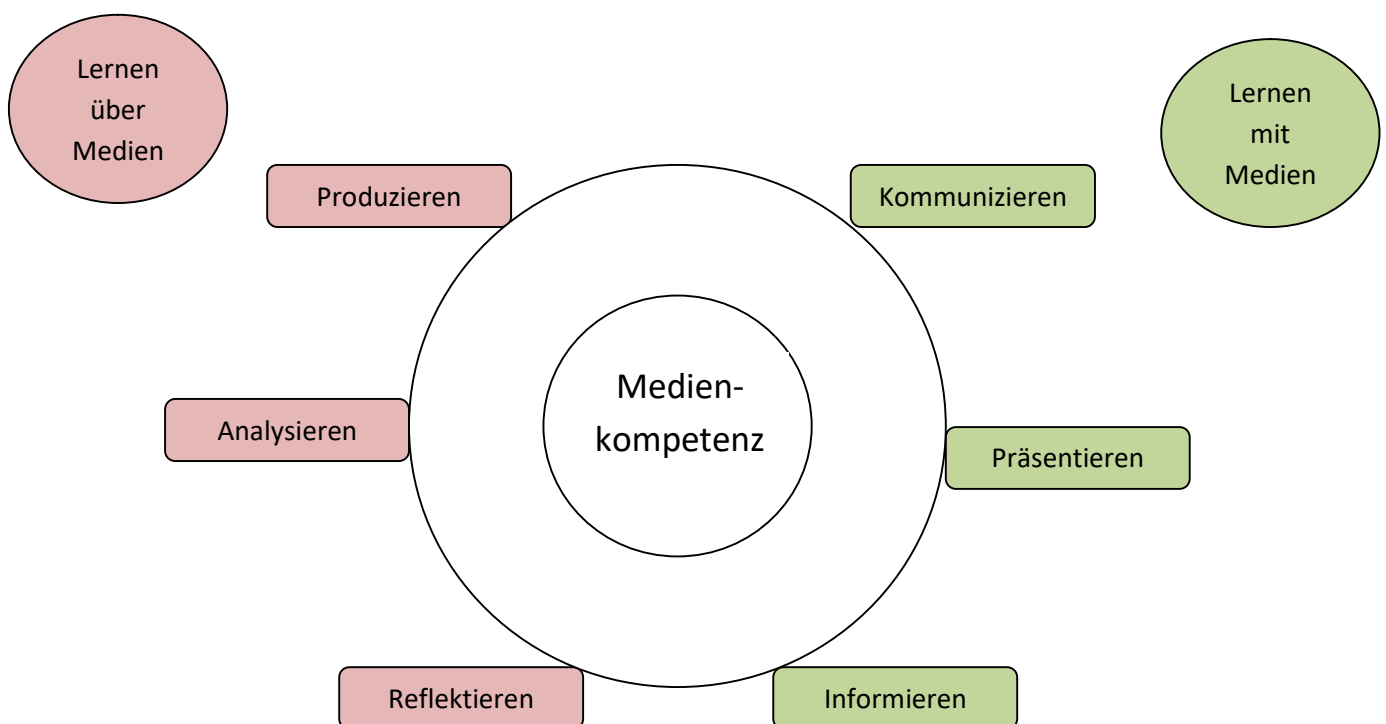 Lernen
über
Medien
Lernen
mit
Medien
Produzieren
Kommunizieren
Medien-
kompetenz
Analysieren
Präsentieren
Reflektieren
Informieren